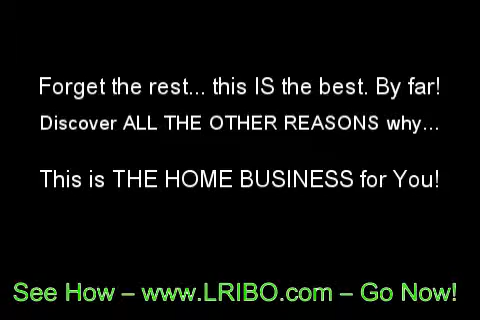 Forget the rest... this IS the best. By far!
Discover ALL THE OTHER REASONS why...
This is THE HOME BUSINESS for You!
See How – www.LRIBO.com – Go Now!